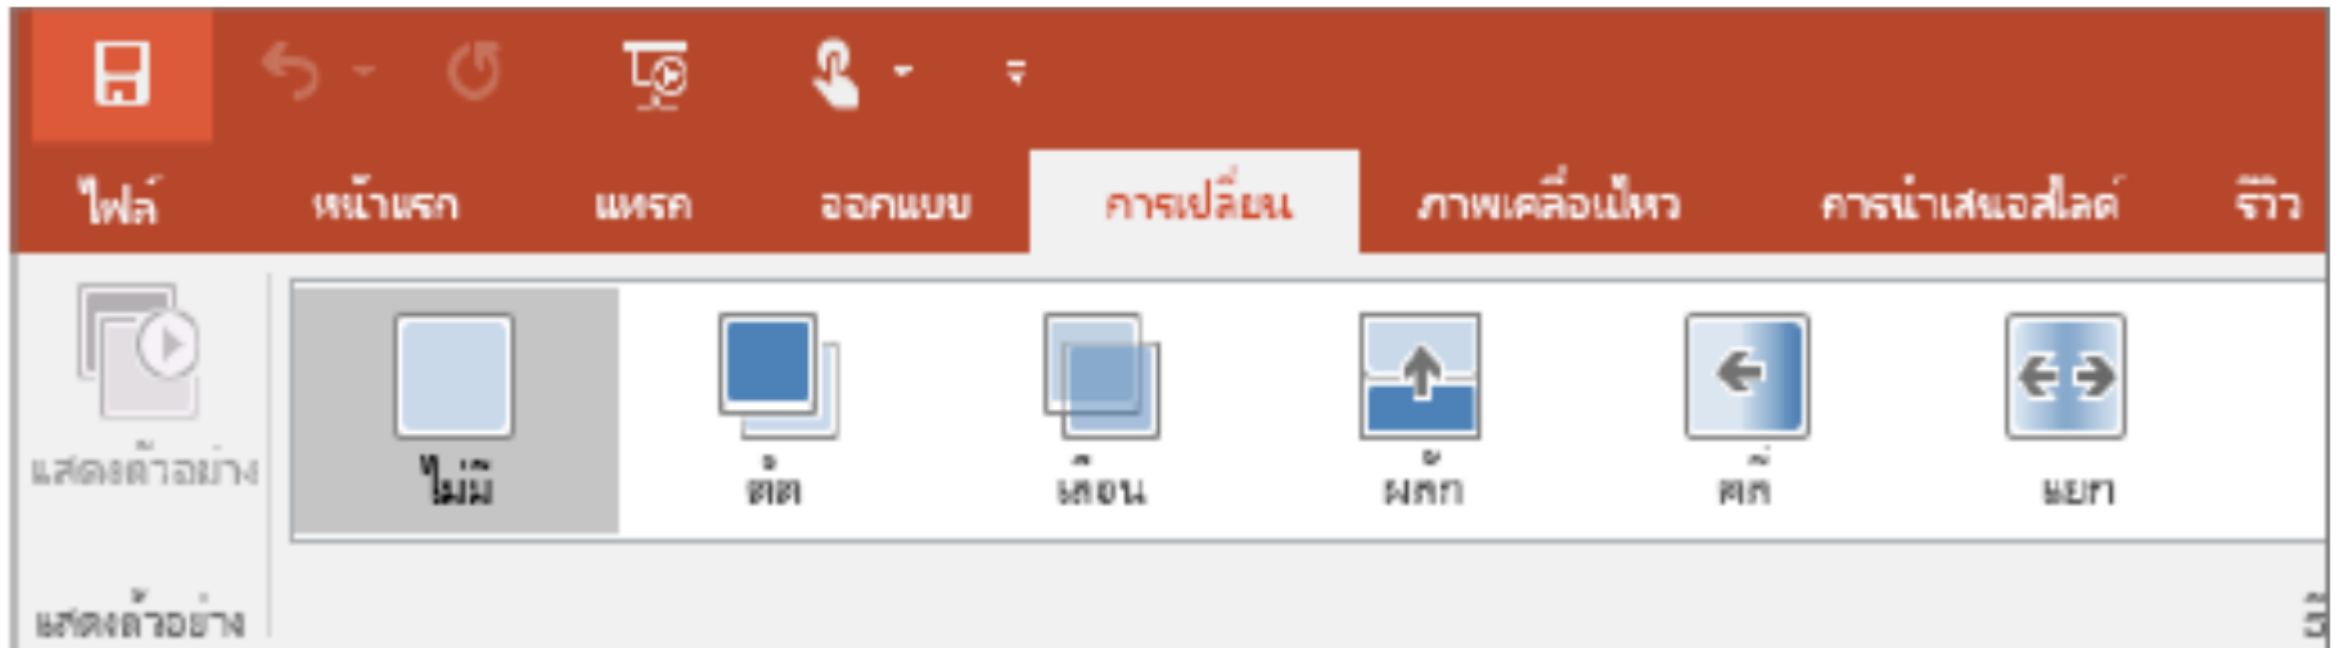 ไฟล์ หน้าแรก แทรก ออกแบบ การเปลี่ยน ภาพเคลื่อนไหว การนำเสนอสไลด์ รีวิว
แสดงตัวอย่าง ไม่มี ตัด เลือน ผลัก แยก
แสดงตัวอย่าง